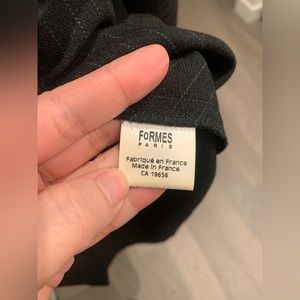 FoRMES
PARIS
Fabriqué en France
Made in France
CA 19656